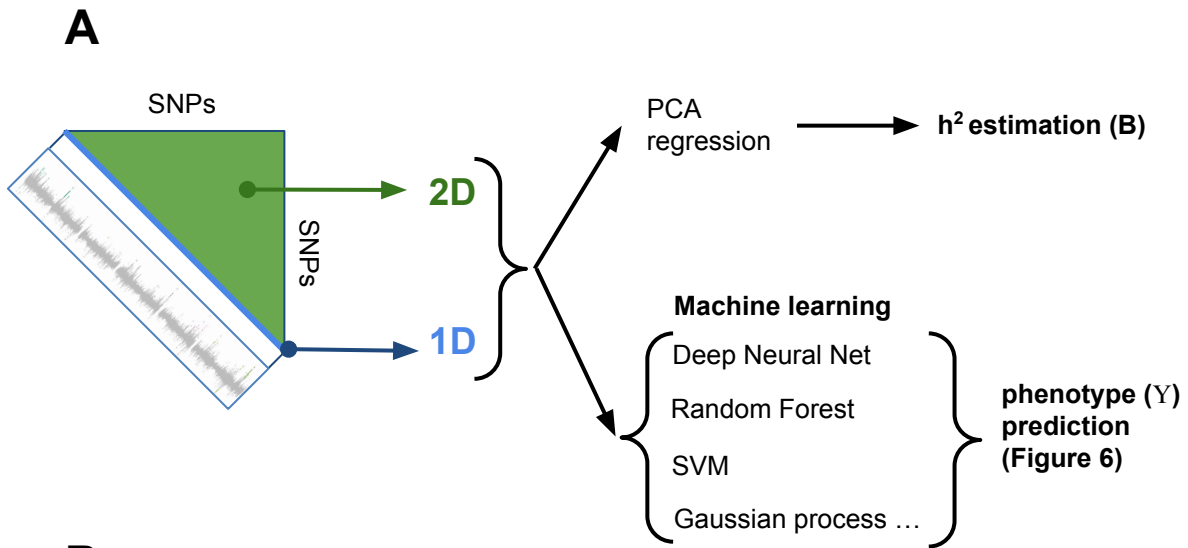 A
SNPs
SNPs
2D
1D
PCA
regression
h² estimation (B)
Machine learning
Deep Neural Net
Random Forest
SVM
Gaussian process …
phenotype (Y)
prediction
(Figure 6)